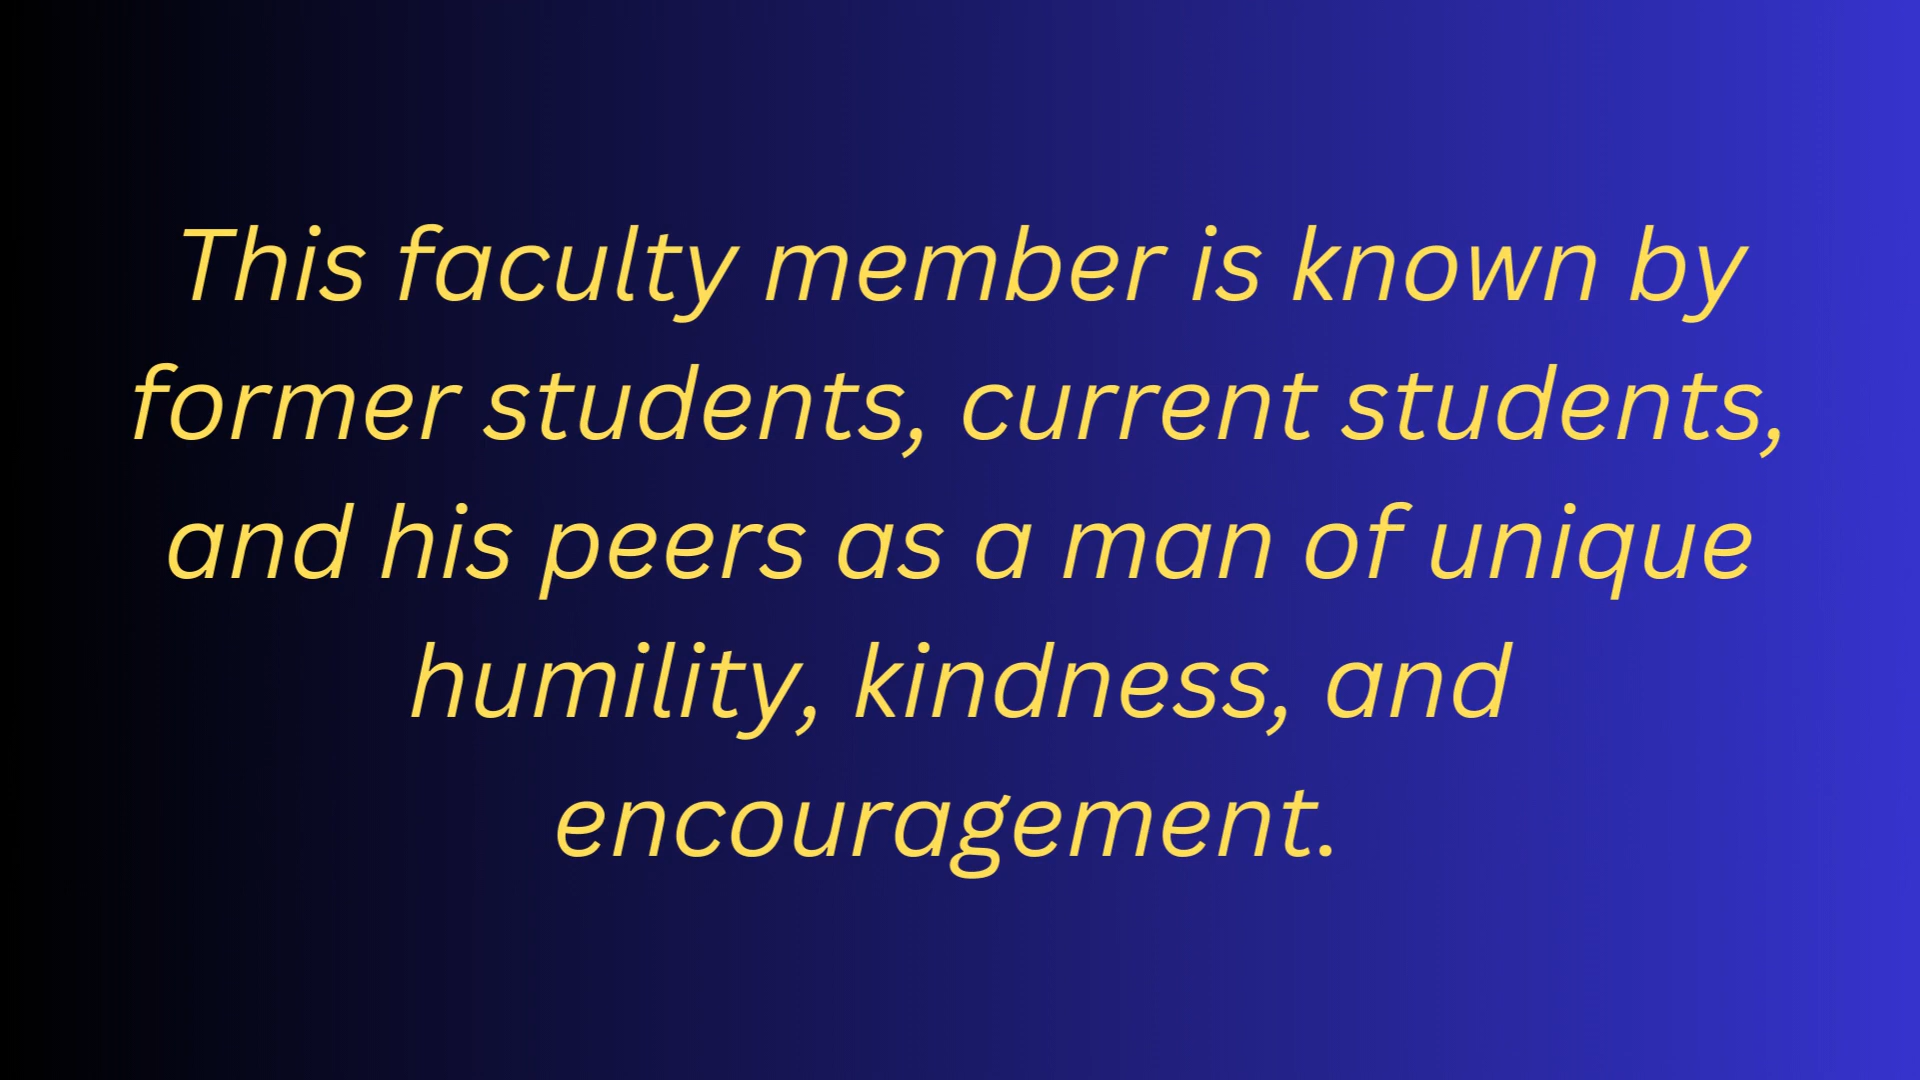 This faculty member is known by
former students, current students,
and his peers as a man of unique
humility, kindness, and
encouragement.